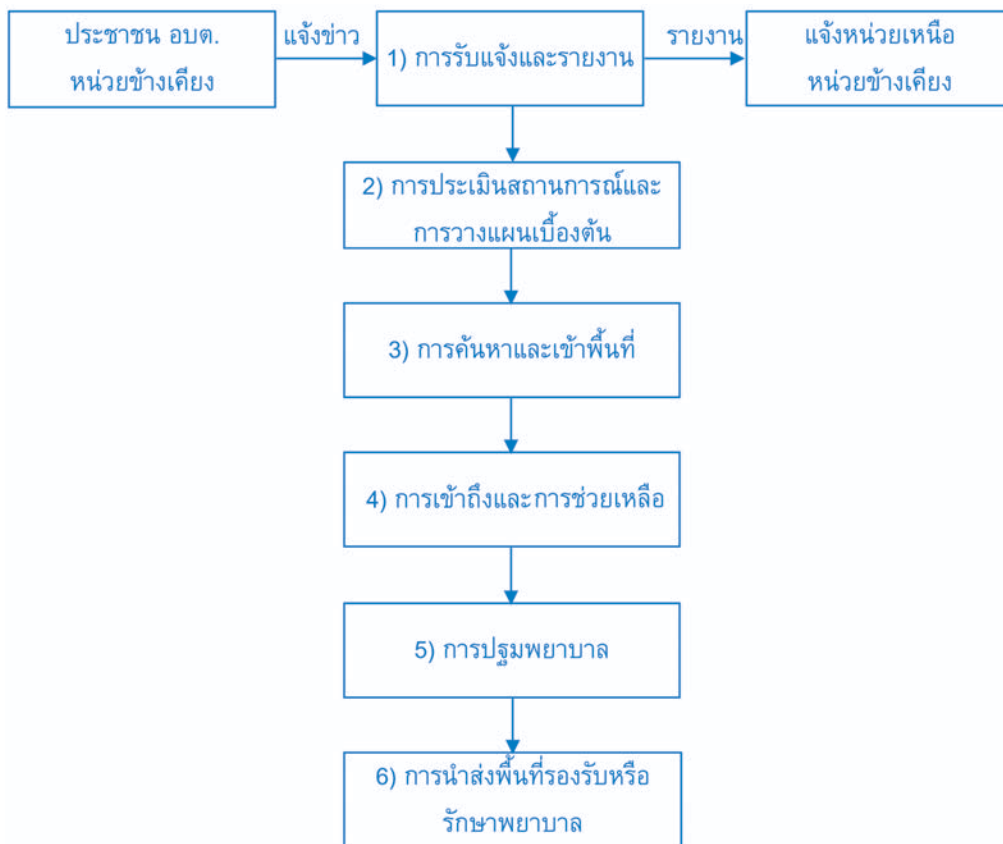 ประชาชน อบต.
หน่วยข้างเคียง
แจ้งข่าว
1) การรับแจ้งและรายงาน
รายงาน
แจ้งหน่วยเหนือ
หน่วยข้างเคียง
2) การประเมินสถานการณ์และ
การวางแผนเบื้องต้น
3) การค้นหาและเข้าพื้นที่
4) การเข้าถึงและการช่วยเหลือ
5) การปฐมพยาบาล
6) การนำส่งพื้นที่รองรับหรือ
รักษาพยาบาล